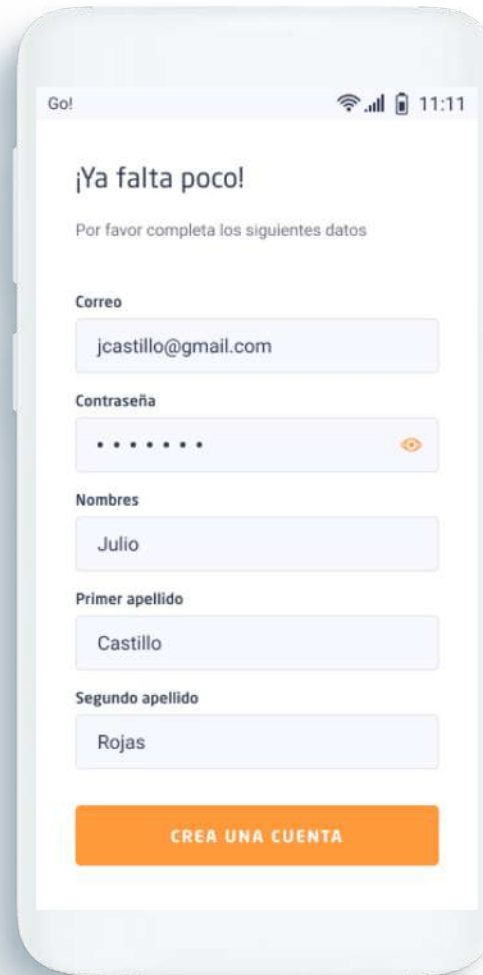 Go! 11:11
¡Ya falta poco!
Por favor completa los siguientes datos
Correo
jcastillo@gmail.com
Contraseña
• • • • • • •
Nombres
Julio
Primer apellido
Castillo
Segundo apellido
Rojas
CREA UNA CUENTA